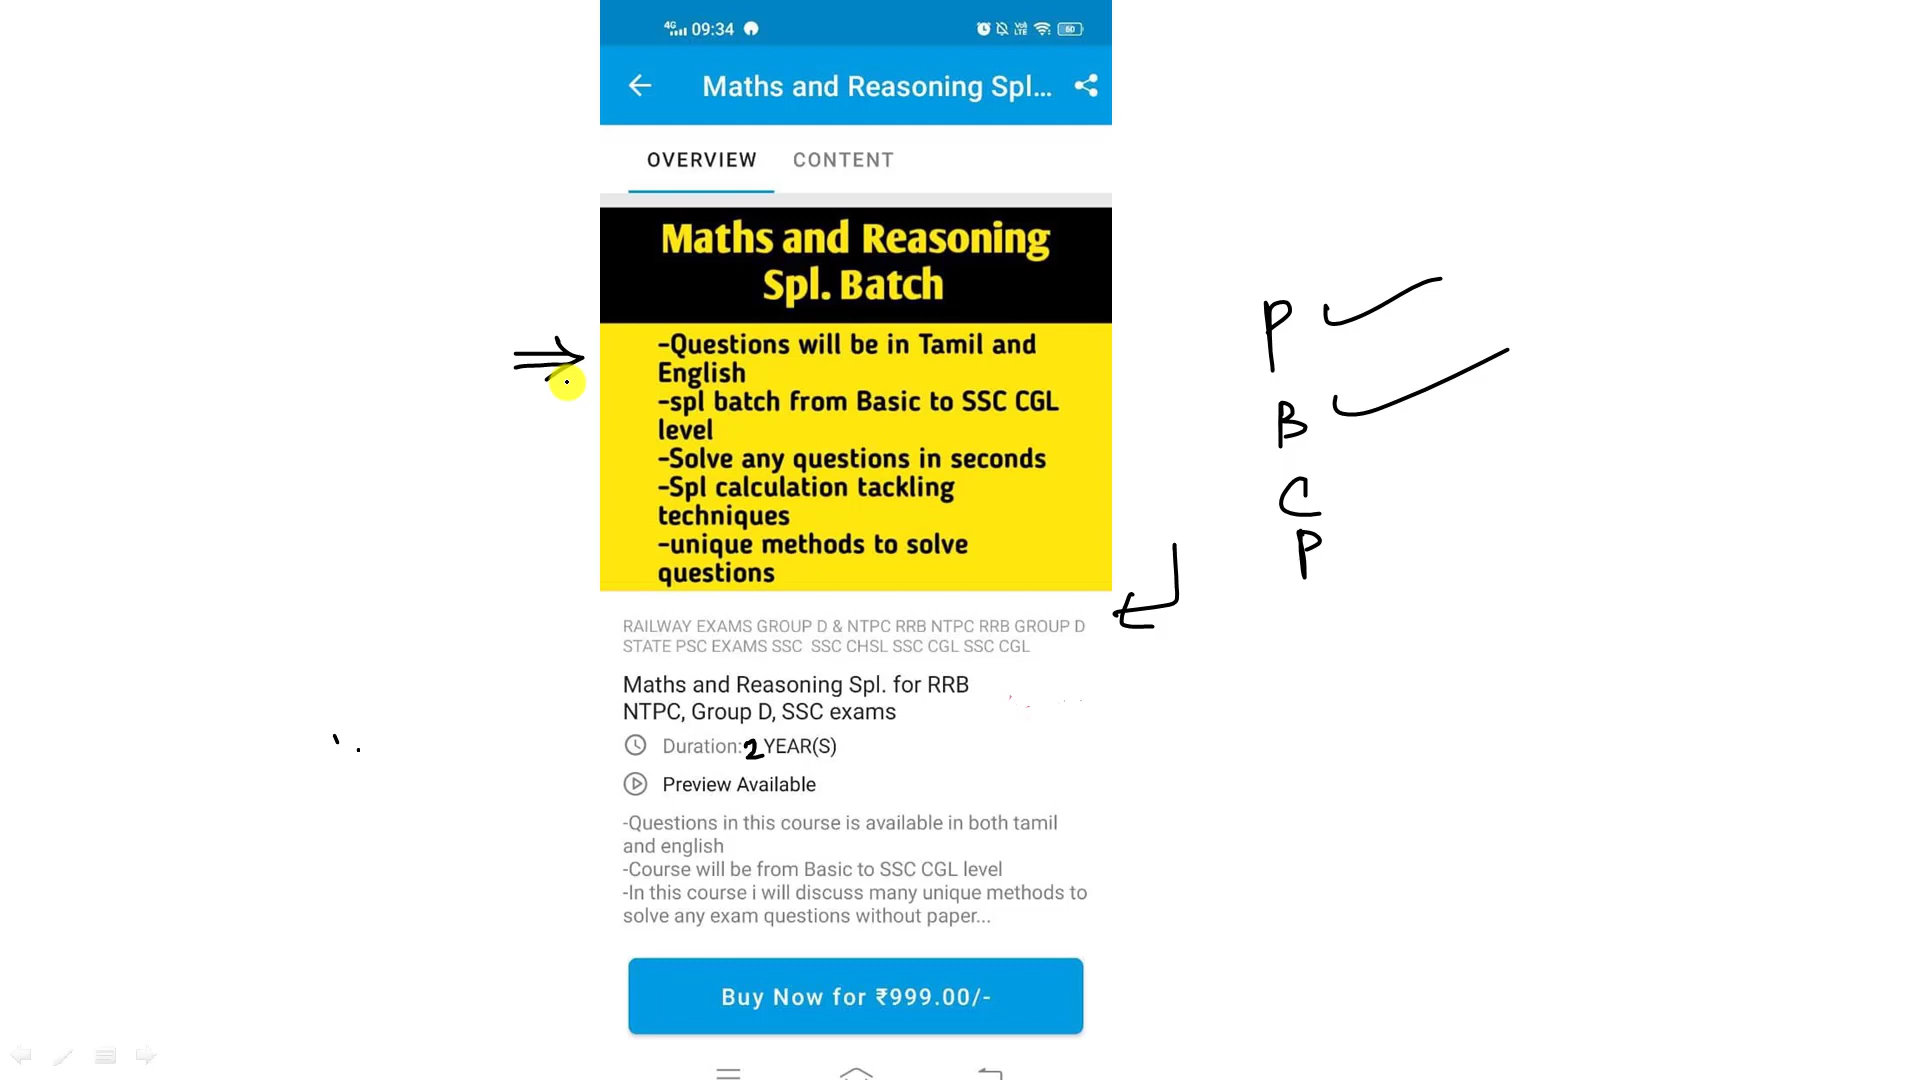 4G 09:34 Vo) LTE 60
Maths and Reasoning Spl...
OVERVIEW CONTENT
Maths and Reasoning
Spl. Batch
-Questions will be in Tamil and
English
-spl batch from Basic to SSC CGL
level
-Solve any questions in seconds
-Spl calculation tackling
techniques
-unique methods to solve
questions
RAILWAY EXAMS GROUP D & NTPC RRB NTPC RRB GROUP D
STATE PSC EXAMS SSC SSC CHSL SSC CGL SSC CGL
Maths and Reasoning Spl. for RRB
NTPC, Group D, SSC exams
Duration: 2 YEAR(S)
Preview Available
-Questions in this course is available in both tamil
and english
-Course will be from Basic to SSC CGL level
-In this course i will discuss many unique methods to
solve any exam questions without paper...
Buy Now for ₹999.00/-
P
B
C
P